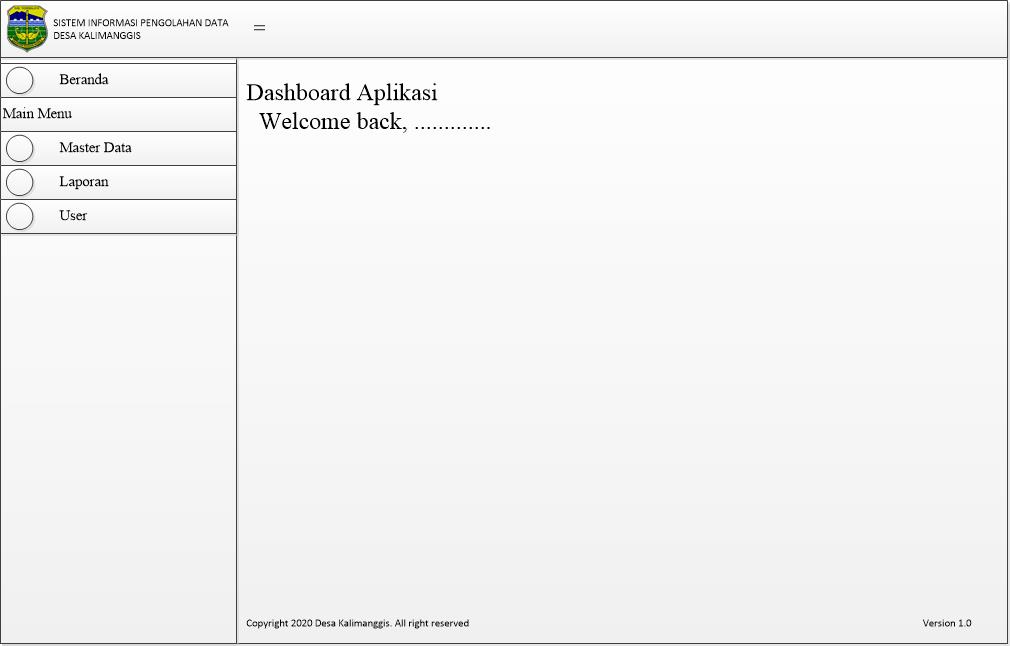 SISTEM INFORMASI PENGOLAHAN DATA
DESA KALIMANGGIS
Beranda
Main Menu
Master Data
Laporan
User
Dashboard Aplikasi
Welcome back, .............
Copyright 2020 Desa Kalimanggis. All right reserved
Version 1.0